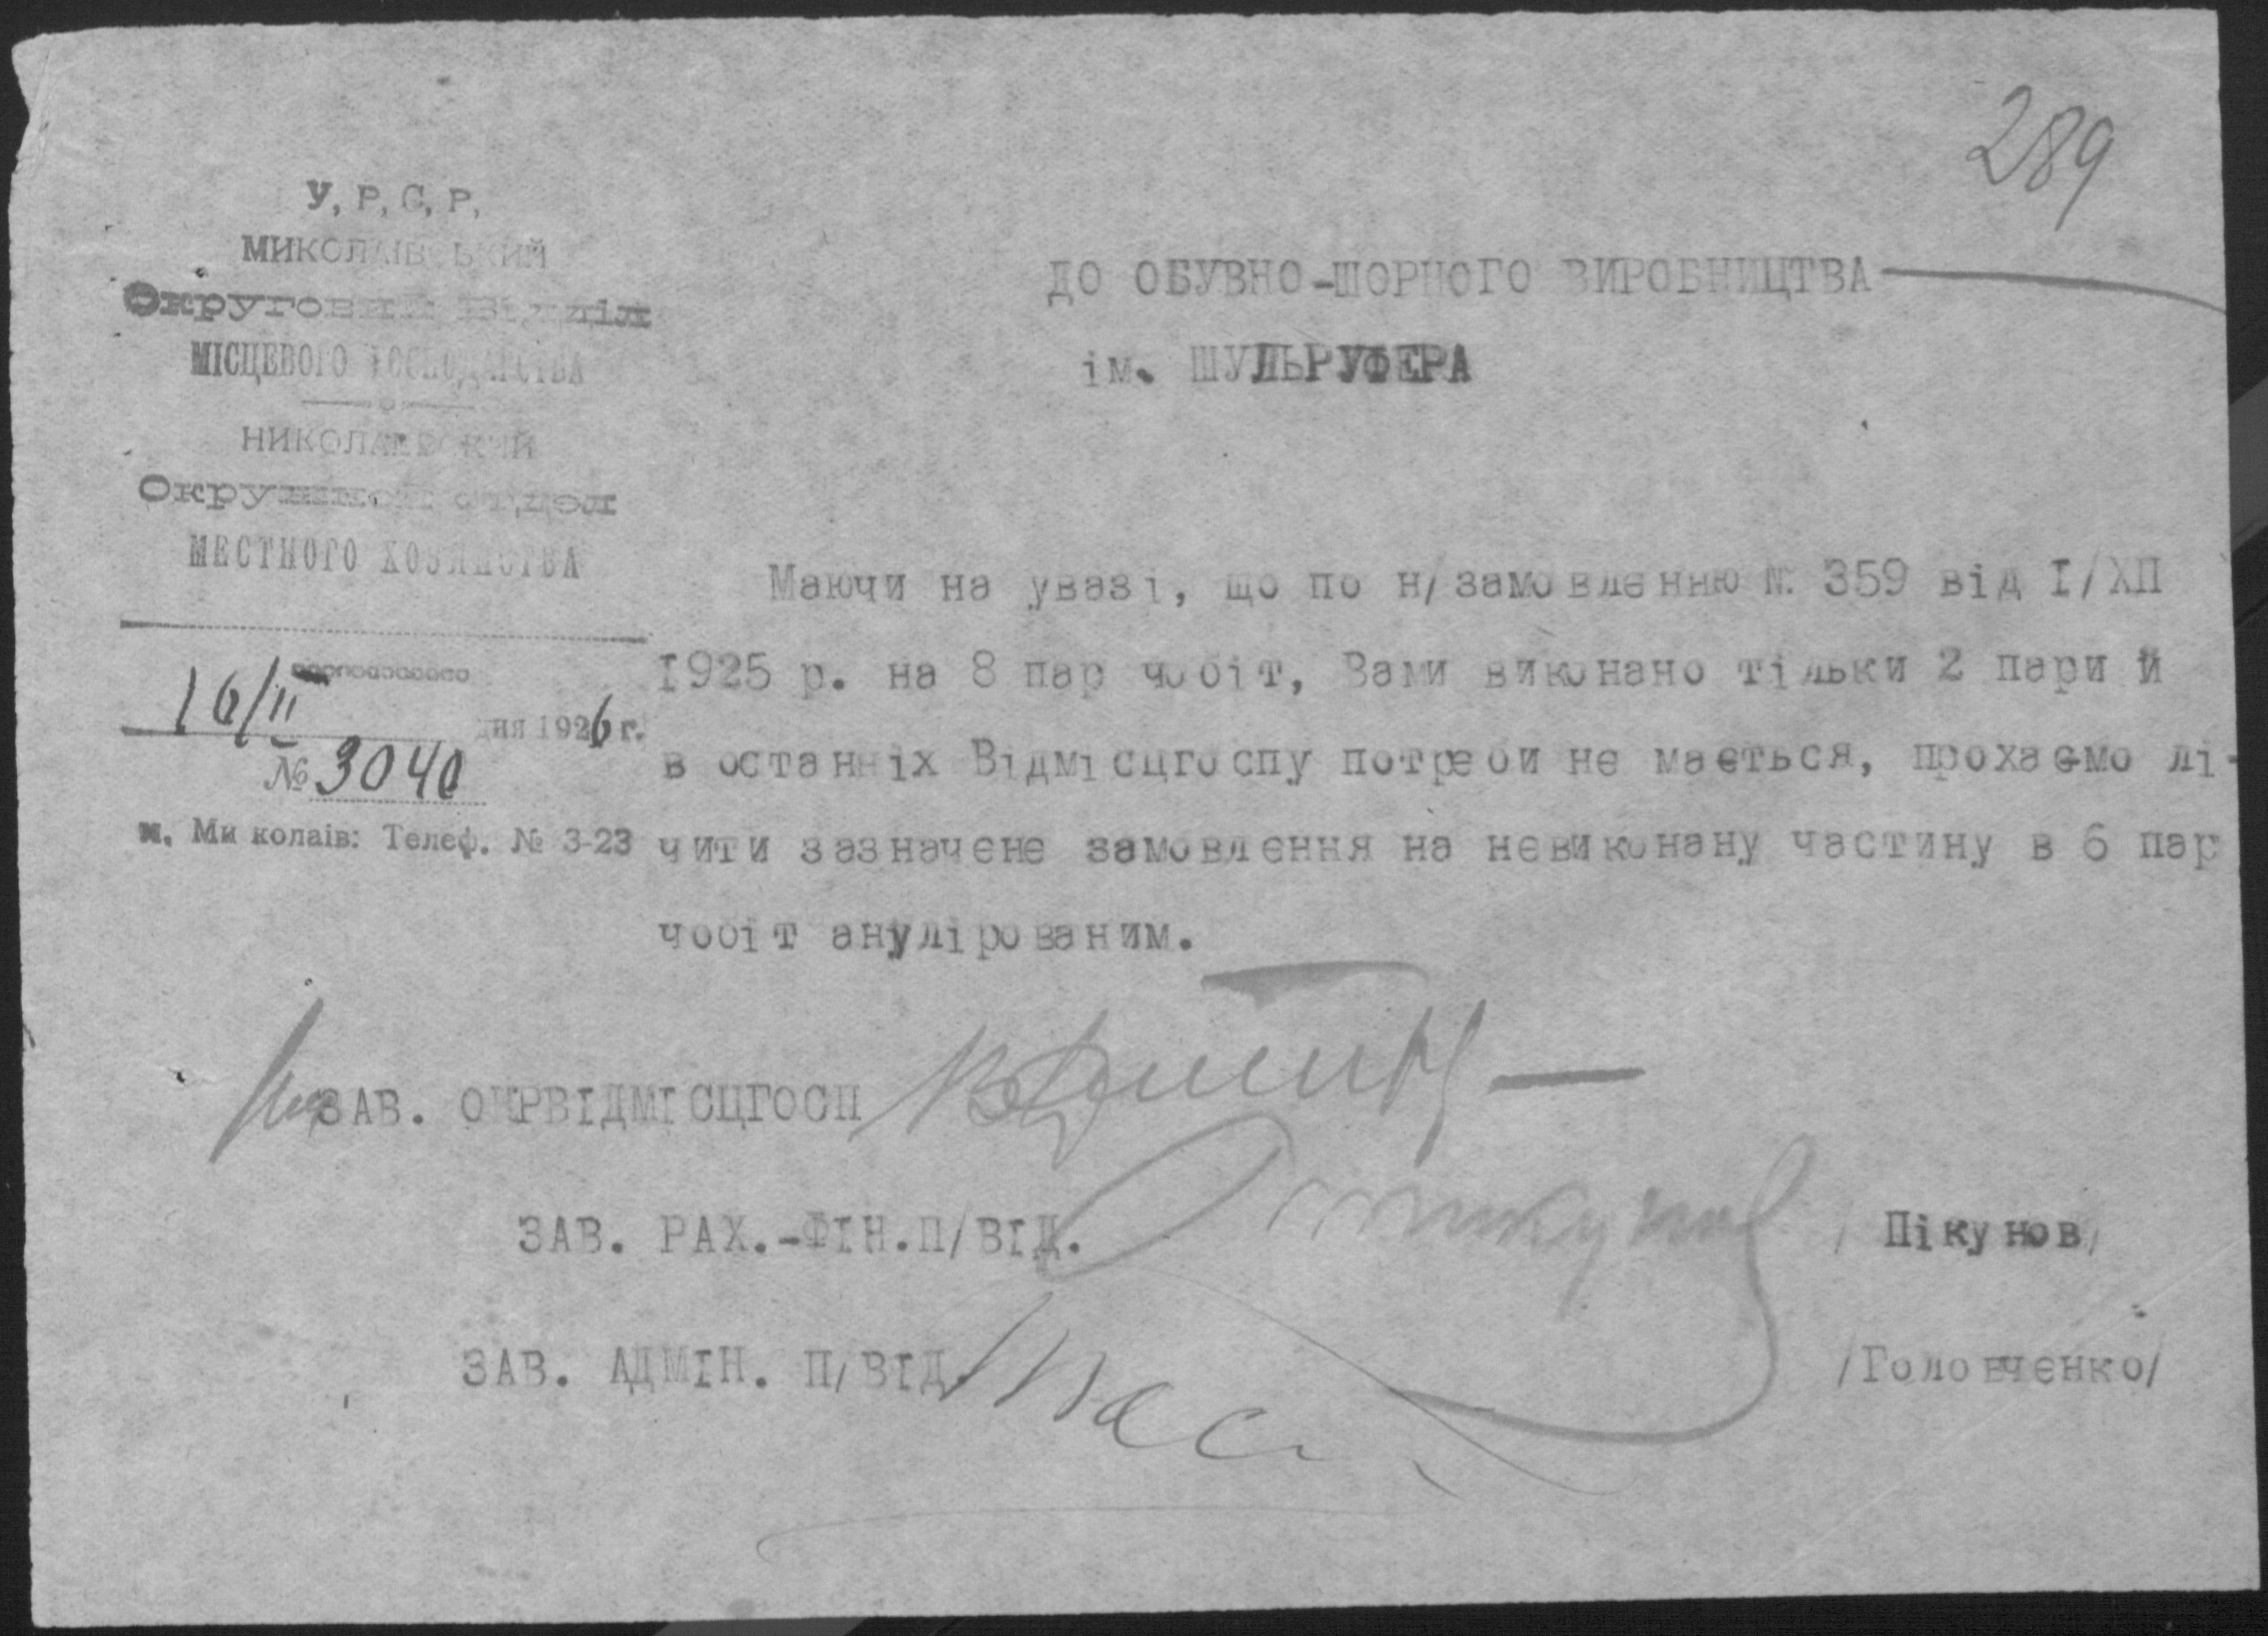 289
У, Р, С, Р,
МИКОЛАІВСЬКИЙ
Округовий Відділ
МІСЦЕВОГО ГОСПОДАРСТВА
НИКОЛАЕВСКИЙ
Окружной отдел
МЕСТНОГО ХОЗЯЙСТВА
16/II дня 1926 г.
№ 3040
м. Миколаів: Телеф. № 3-23
ДО ОБУВНО-ШОРНОГО ВИРОБНИЦТВА
ім. ШУЛЬРУФЕРА
Маючи на увазі, що по н/замовленню №. 359 від I/ХП
1925 р. на 8 пар чобіт, Вами виконано тільки 2 пари й
в останніх Відмісцгоспу потреби не мається, прохаємо лі-
чити зазначене замовлення на невиконану частину в 6 пар
чобіт анулірованим.
ЗАВ. ОКРВІДМІСЦГОСП
ЗАВ. РАХ.-ФІН.П/ВІД. / Пікунов/
ЗАВ. АДМІН. П/ВІД. /Головченко/